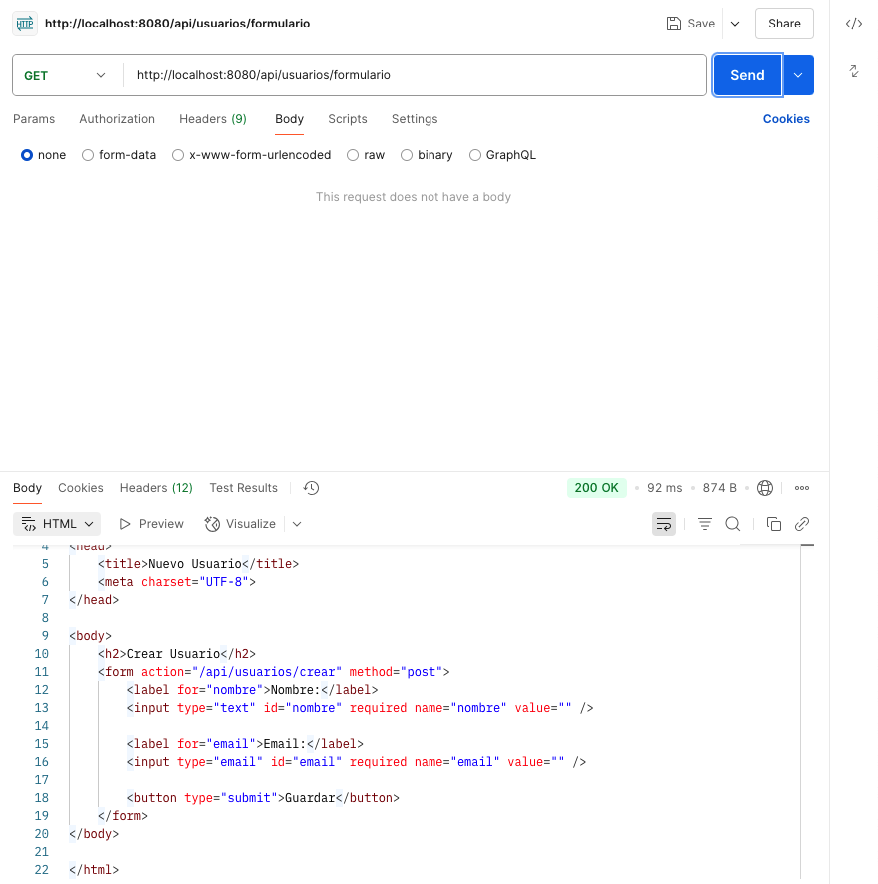 HTTP http://localhost:8080/api/usuarios/formulario Save Share
GET http://localhost:8080/api/usuarios/formulario Send
Params Authorization Headers (9) Body Scripts Settings Cookies
none form-data x-www-form-urlencoded raw binary GraphQL
This request does not have a body
Body Cookies Headers (12) Test Results 200 OK • 92 ms • 874 B •
HTML Preview Visualize
4 <head>
5 <title>Nuevo Usuario</title>
6 <meta charset="UTF-8">
7 </head>
8
9 <body>
10 <h2>Crear Usuario</h2>
11 <form action="/api/usuarios/crear" method="post">
12 <label for="nombre">Nombre:</label>
13 <input type="text" id="nombre" required name="nombre" value="" />
14
15 <label for="email">Email:</label>
16 <input type="email" id="email" required name="email" value="" />
17
18 <button type="submit">Guardar</button>
19 </form>
20 </body>
21
22 </html>